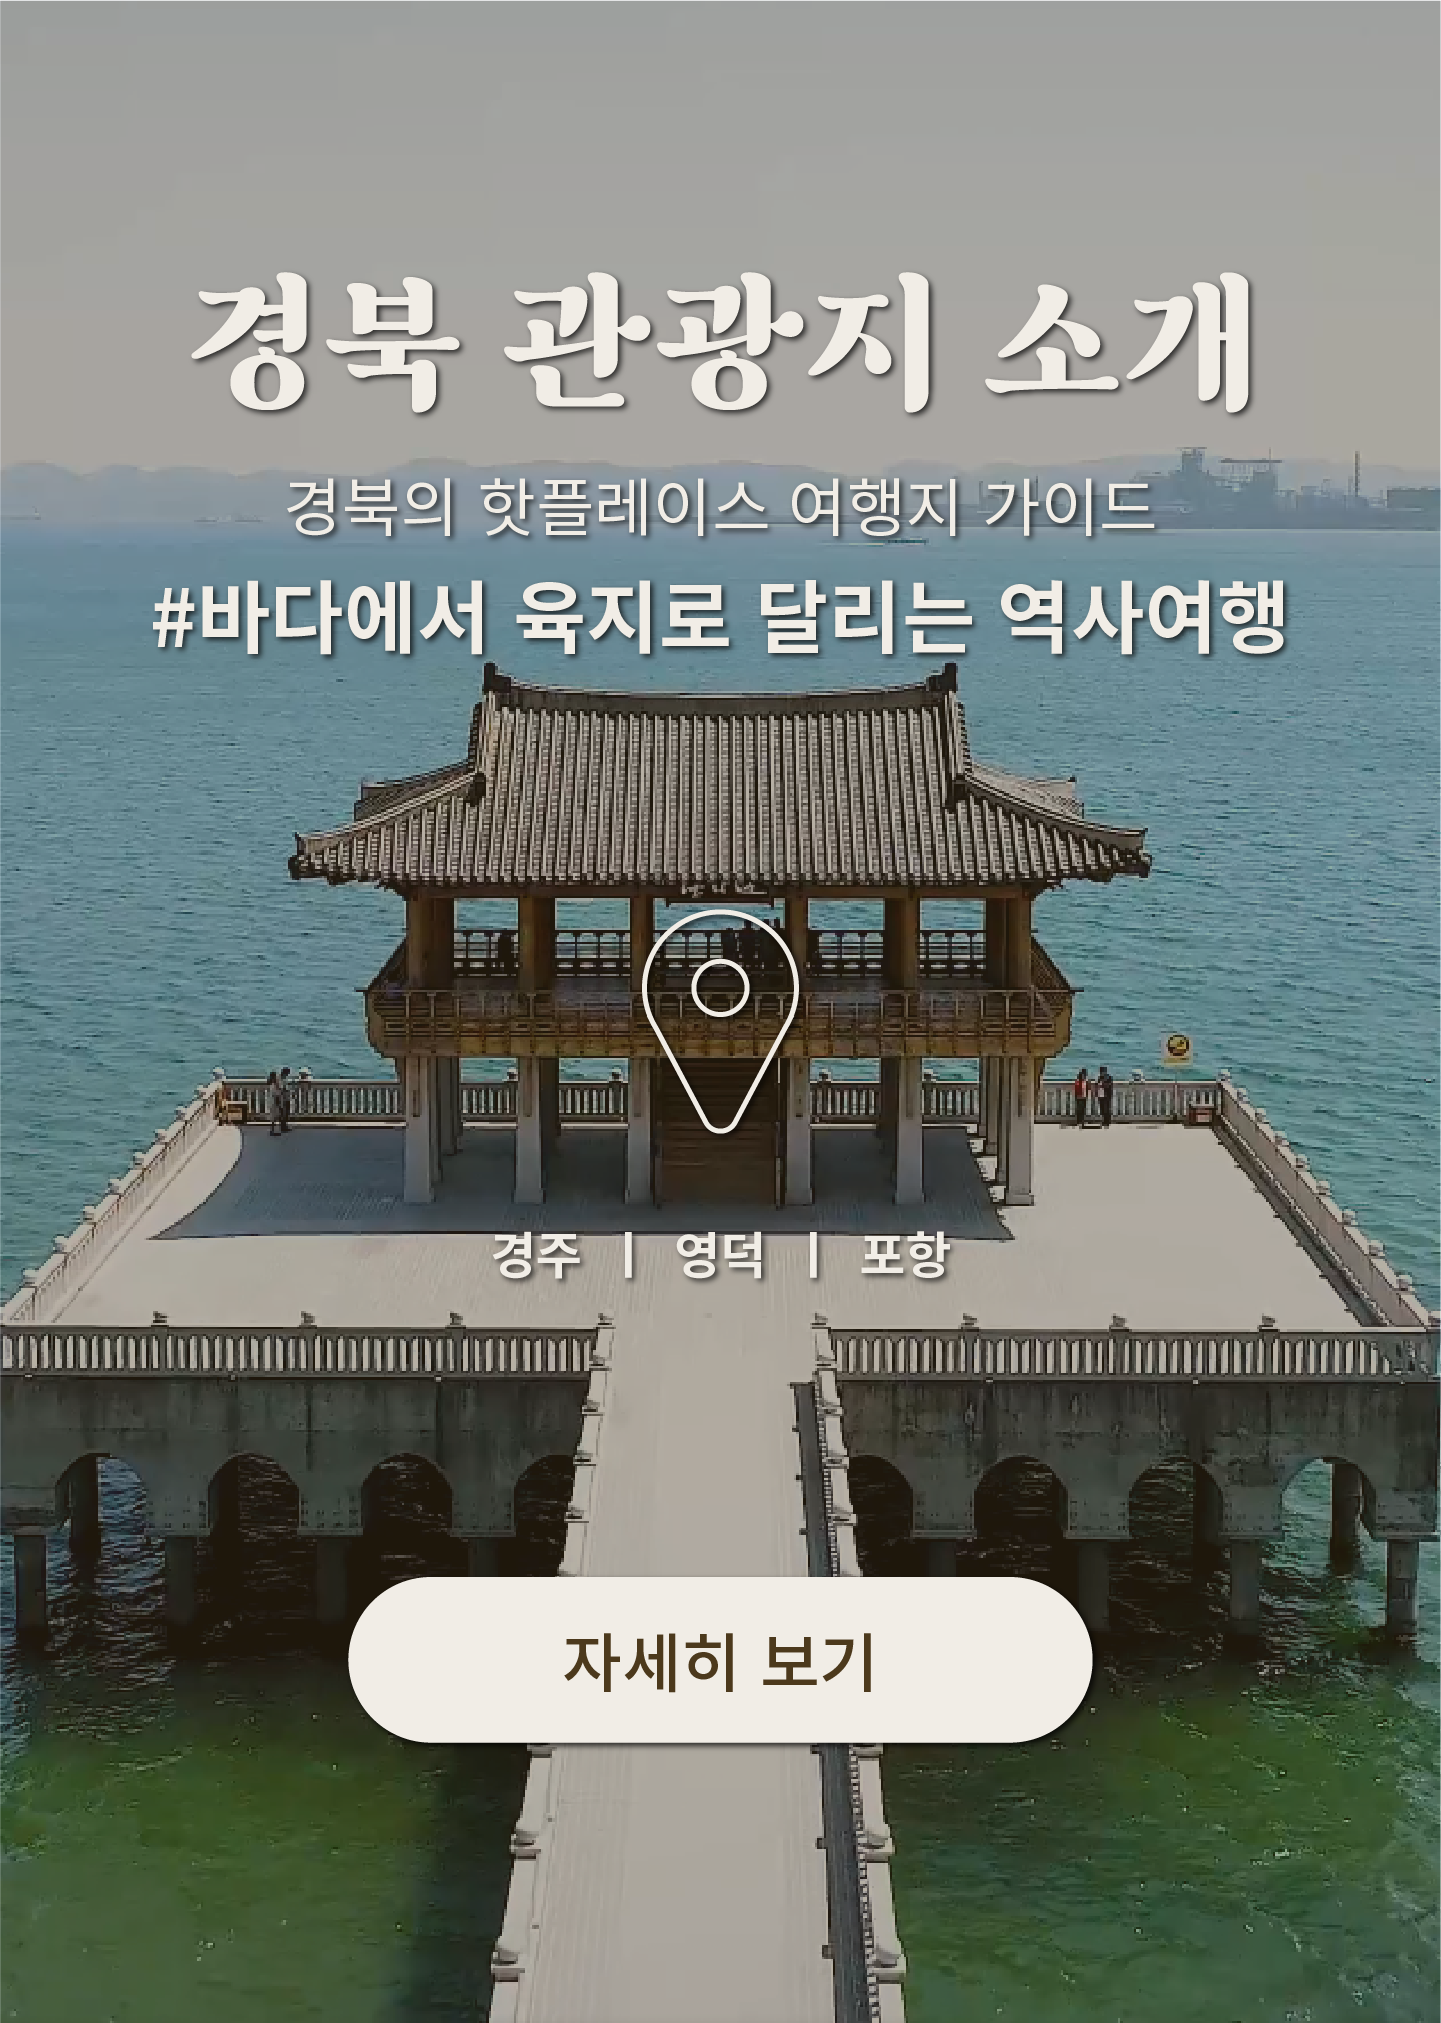 경북 관광지 소개
경북의 핫플레이스 여행지 가이드
#바다에서 육지로 달리는 역사여행
경주 | 영덕 | 포항
자세히 보기